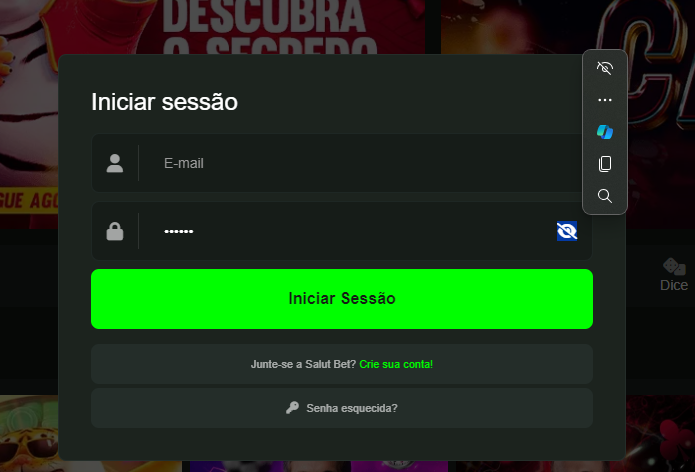 DESCUBRA
O SEGREDO
Iniciar sessão
E-mail
••••••
GUE AGO
Iniciar Sessão
Dice
Junte-se a Salut Bet? Crie sua conta!
Senha esquecida?